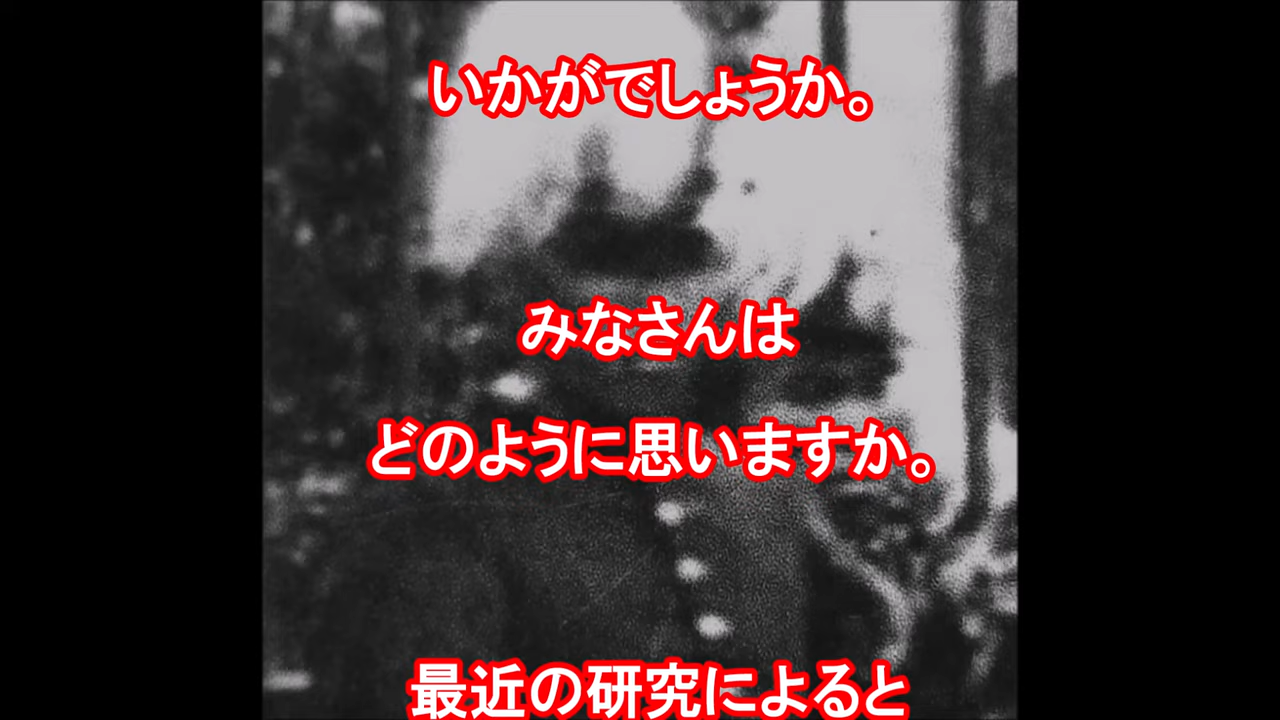 いかがでしょうか。
みなさんは
どのように思いますか。
最近の研究によると